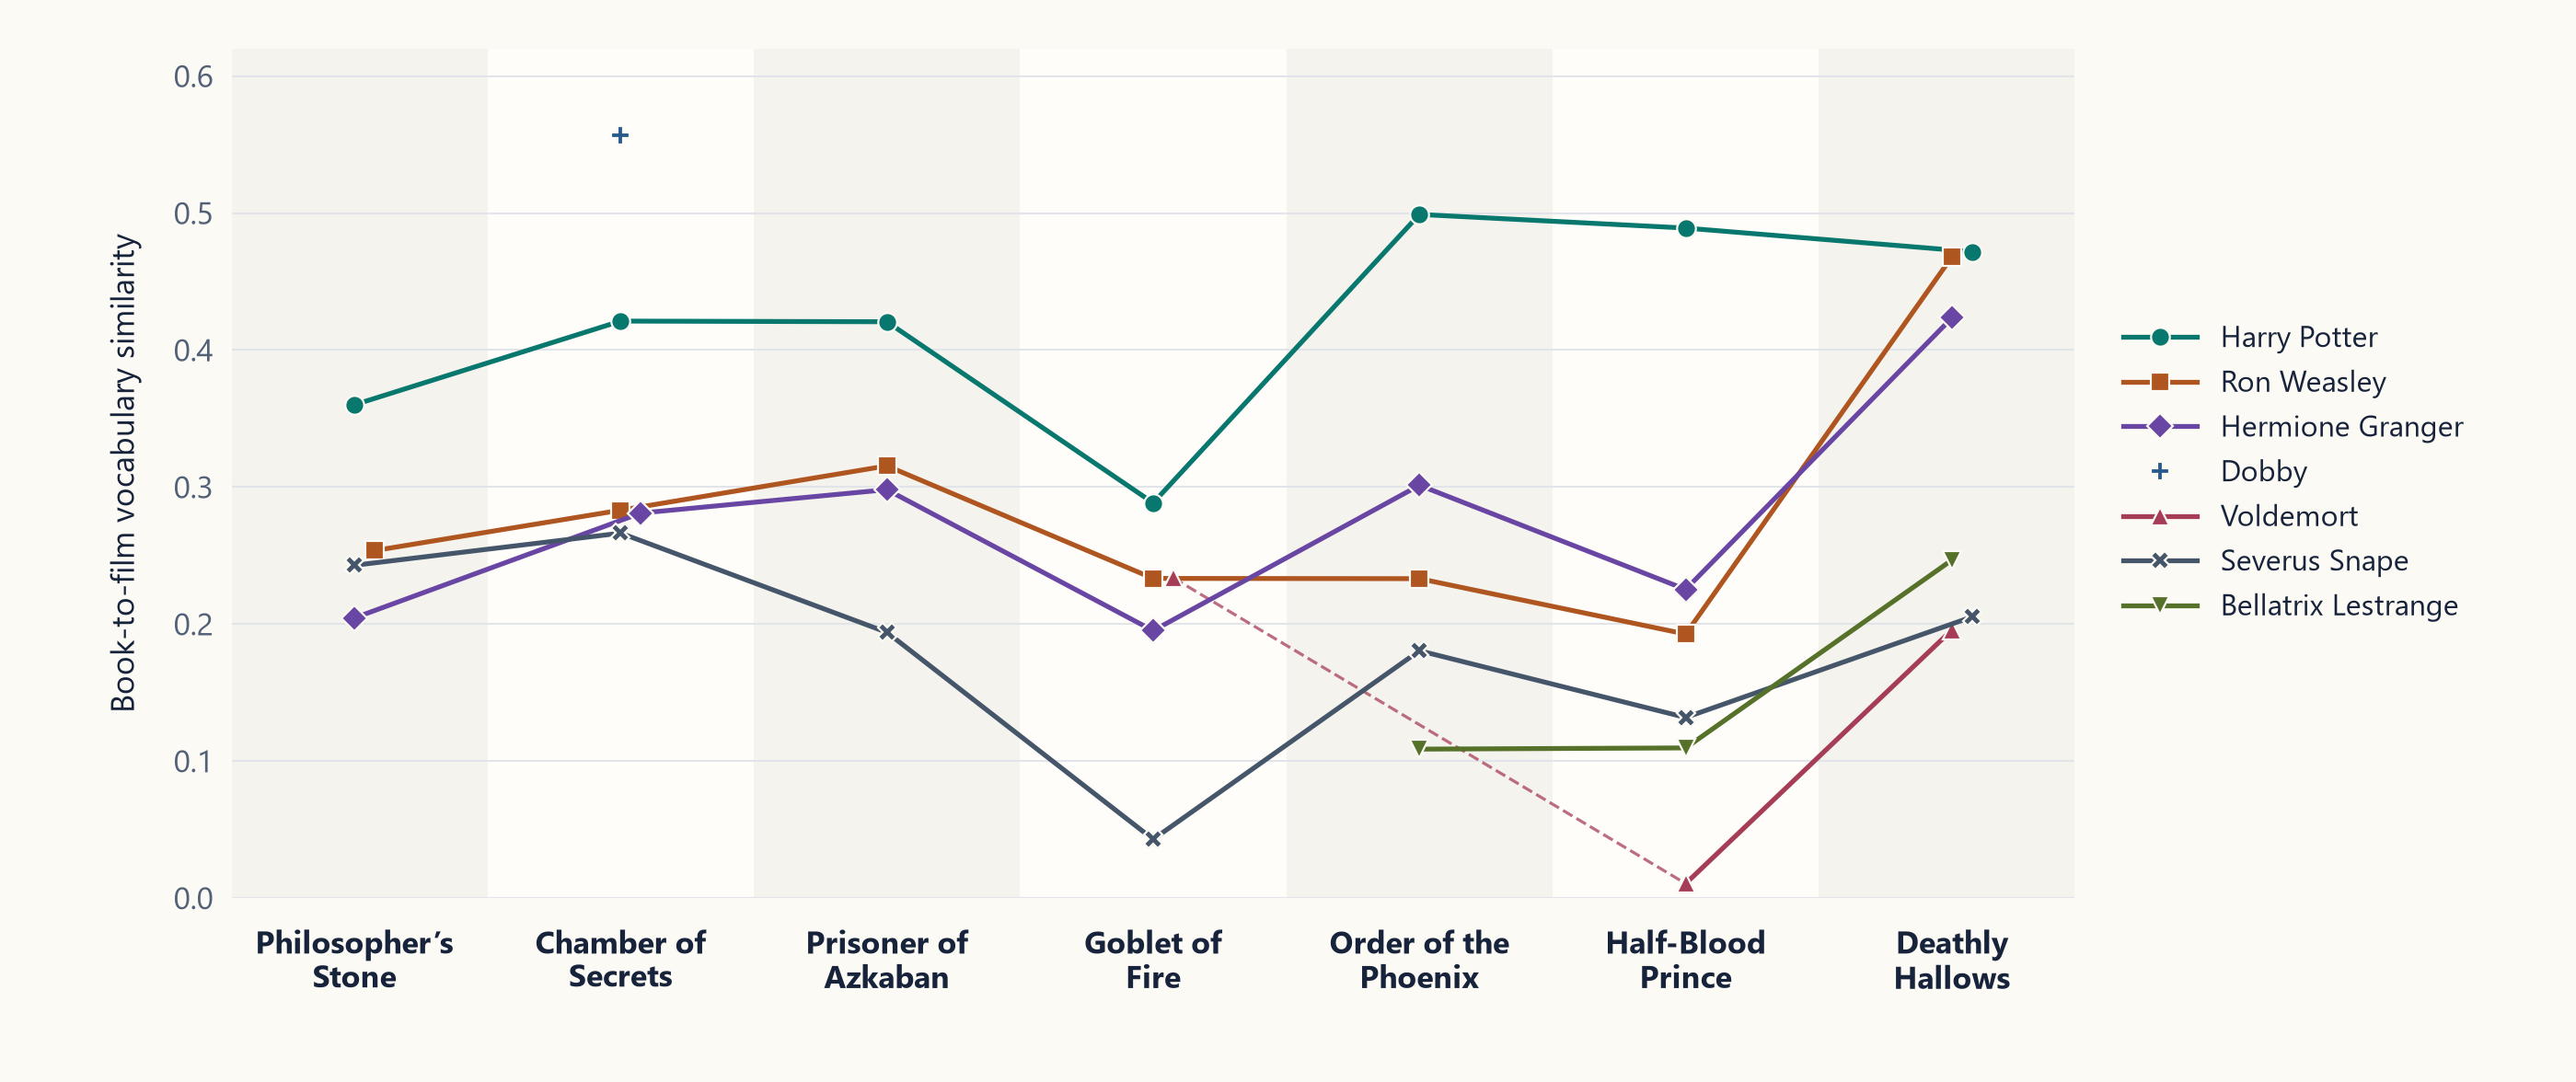 0.6
0.5
0.4
0.3
0.2
0.1
0.0
Book-to-film vocabulary similarity
Philosopher’s
Stone
Chamber of
Secrets
Prisoner of
Azkaban
Goblet of
Fire
Order of the
Phoenix
Half-Blood
Prince
Deathly
Hallows
Harry Potter
Ron Weasley
Hermione Granger
Dobby
Voldemort
Severus Snape
Bellatrix Lestrange